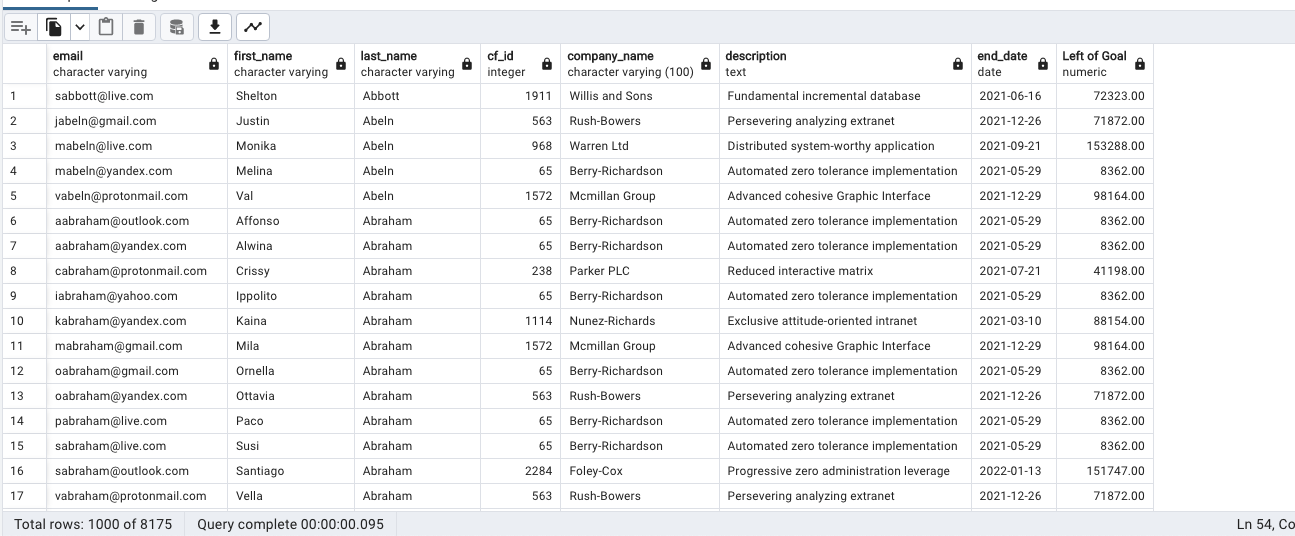 email first_name last_name cf_id company_name description end_date Left of Goal
character varying character varying character varying integer character varying (100) text date numeric
1 sabbott@live.com Shelton Abbott 1911 Willis and Sons Fundamental incremental database 2021-06-16 72323.00
2 jabeln@gmail.com Justin Abeln 563 Rush-Bowers Persevering analyzing extranet 2021-12-26 71872.00
3 mabeln@live.com Monika Abeln 968 Warren Ltd Distributed system-worthy application 2021-09-21 153288.00
4 mabeln@yandex.com Melina Abeln 65 Berry-Richardson Automated zero tolerance implementation 2021-05-29 8362.00
5 vabeln@protonmail.com Val Abeln 1572 Mcmillan Group Advanced cohesive Graphic Interface 2021-12-29 98164.00
6 aabraham@outlook.com Affonso Abraham 65 Berry-Richardson Automated zero tolerance implementation 2021-05-29 8362.00
7 aabraham@yandex.com Alwina Abraham 65 Berry-Richardson Automated zero tolerance implementation 2021-05-29 8362.00
8 cabraham@protonmail.com Crissy Abraham 238 Parker PLC Reduced interactive matrix 2021-07-21 41198.00
9 iabraham@yahoo.com Ippolito Abraham 65 Berry-Richardson Automated zero tolerance implementation 2021-05-29 8362.00
10 kabraham@yandex.com Kaina Abraham 1114 Nunez-Richards Exclusive attitude-oriented intranet 2021-03-10 88154.00
11 mabraham@gmail.com Mila Abraham 1572 Mcmillan Group Advanced cohesive Graphic Interface 2021-12-29 98164.00
12 oabraham@gmail.com Ornella Abraham 65 Berry-Richardson Automated zero tolerance implementation 2021-05-29 8362.00
13 oabraham@yandex.com Ottavia Abraham 563 Rush-Bowers Persevering analyzing extranet 2021-12-26 71872.00
14 pabraham@live.com Paco Abraham 65 Berry-Richardson Automated zero tolerance implementation 2021-05-29 8362.00
15 sabraham@live.com Susi Abraham 65 Berry-Richardson Automated zero tolerance implementation 2021-05-29 8362.00
16 sabraham@outlook.com Santiago Abraham 2284 Foley-Cox Progressive zero administration leverage 2022-01-13 151747.00
17 vabraham@protonmail.com Vella Abraham 563 Rush-Bowers Persevering analyzing extranet 2021-12-26 71872.00
Total rows: 1000 of 8175 Query complete 00:00:00.095 Ln 54, Co